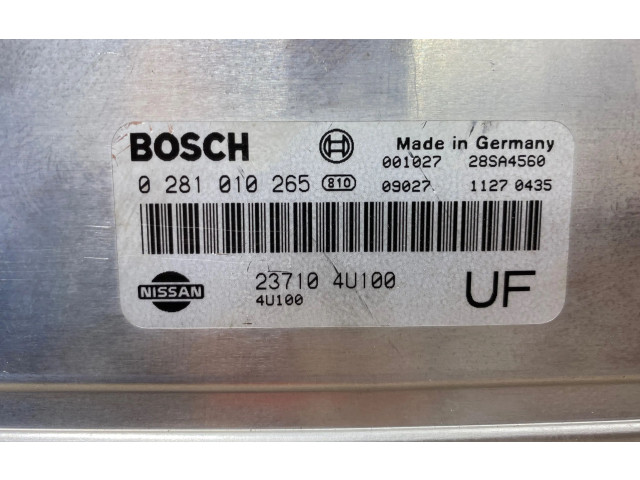 BOSCH
Made in Germany
001027 28SA4560
0 281 010 265 810 09027 1127 0435
NISSAN 23710 4U100 UF
4U100